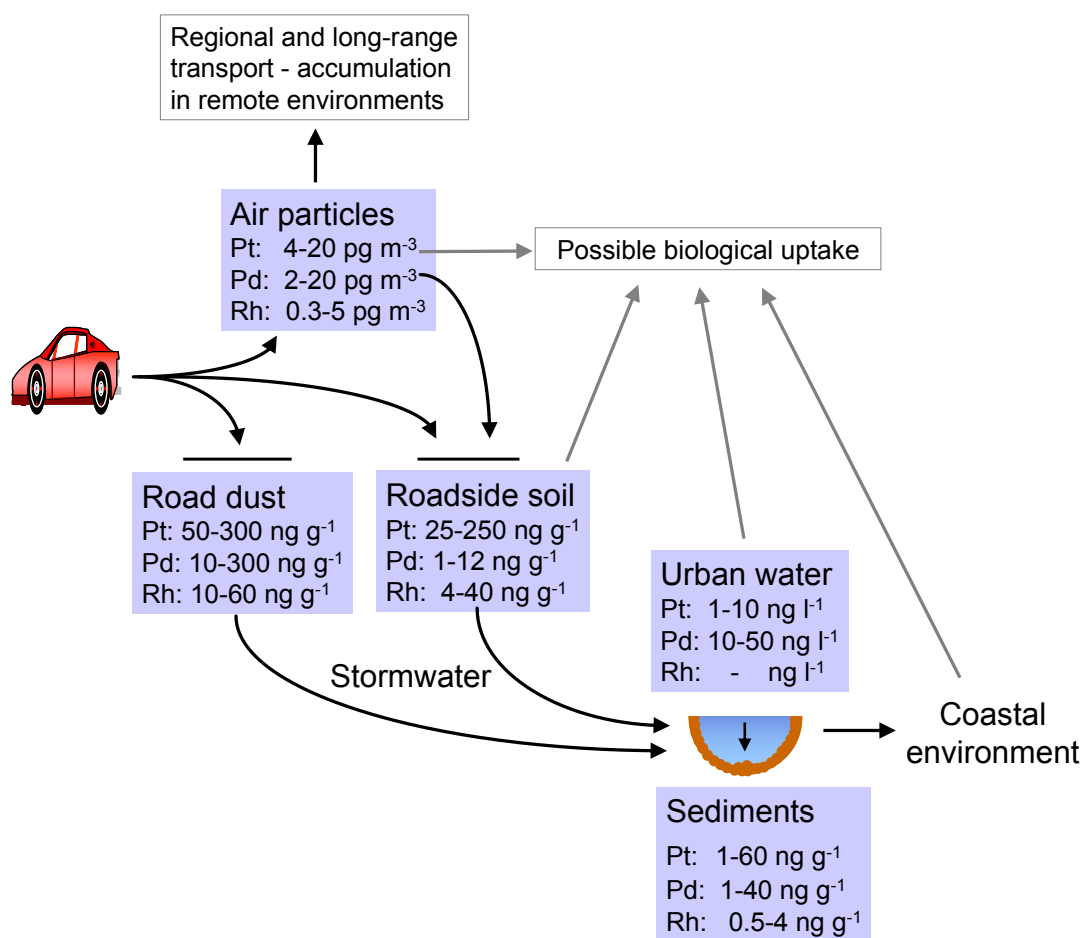 Regional and long-range
transport - accumulation
in remote environments
Air particles
Pt: 4-20 pg m⁻³
Pd: 2-20 pg m⁻³
Rh: 0.3-5 pg m⁻³
Possible biological uptake
Road dust
Pt: 50-300 ng g⁻¹
Pd: 10-300 ng g⁻¹
Rh: 10-60 ng g⁻¹
Roadside soil
Pt: 25-250 ng g⁻¹
Pd: 1-12 ng g⁻¹
Rh: 4-40 ng g⁻¹
Urban water
Pt: 1-10 ng l⁻¹
Pd: 10-50 ng l⁻¹
Rh: - ng l⁻¹
Stormwater
Coastal
environment
Sediments
Pt: 1-60 ng g⁻¹
Pd: 1-40 ng g⁻¹
Rh: 0.5-4 ng g⁻¹